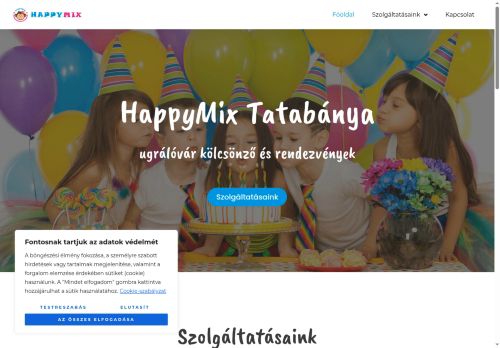 HAPPYMIX
Főoldal Szolgáltatásaink Kapcsolat
HappyMix Tatabánya
ugrálóvár kölcsönző és rendezvények
Szolgáltatásaink
Fontosnak tartjuk az adatok védelmét
A böngészési élmény fokozása, a személyre szabott
hirdetések vagy tartalmak megjelenítése, valamint a
forgalom elemzése érdekében sütiket (cookie)
használunk. A "Mindet elfogadom" gombra kattintva
hozzájárulhat a sütik használatához. Cookie-szabályzat
TESTRESZABÁS ELUTASÍT
AZ ÖSSZES ELFOGADÁSA
Szolgáltatásaink